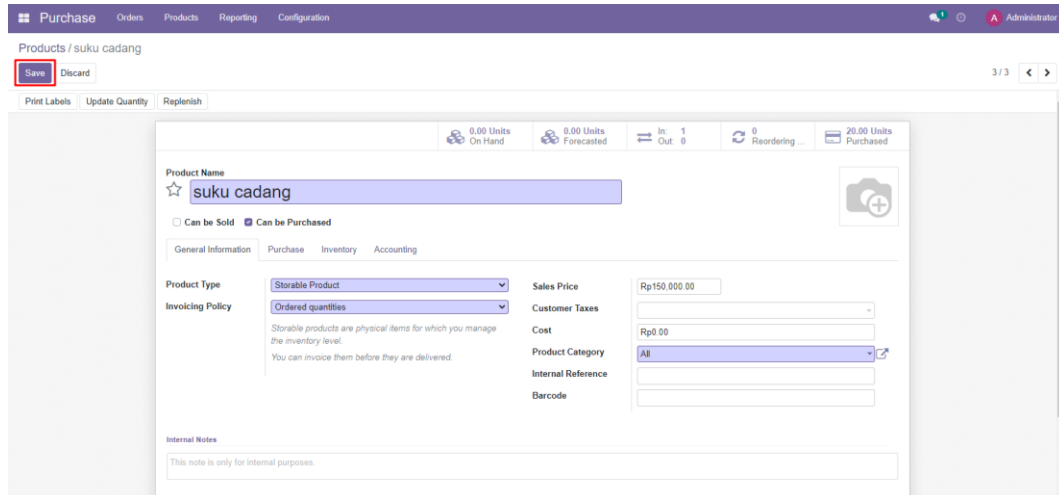 Purchase Orders Products Reporting Configuration 1 A Administrator
Products / suku cadang
Save Discard 3 / 3
Print Labels Update Quantity Replenish
0.00 Units On Hand
0.00 Units Forecasted
In: 1
Out: 0
0 Reordering ...
20.00 Units Purchased
Product Name
suku cadang
Can be Sold Can be Purchased
General Information Purchase Inventory Accounting
Product Type Storable Product
Invoicing Policy Ordered quantities
Storable products are physical items for which you manage
the inventory level.
You can invoice them before they are delivered.
Sales Price Rp150,000.00
Customer Taxes
Cost Rp0.00
Product Category All
Internal Reference
Barcode
Internal Notes
This note is only for internal purposes.